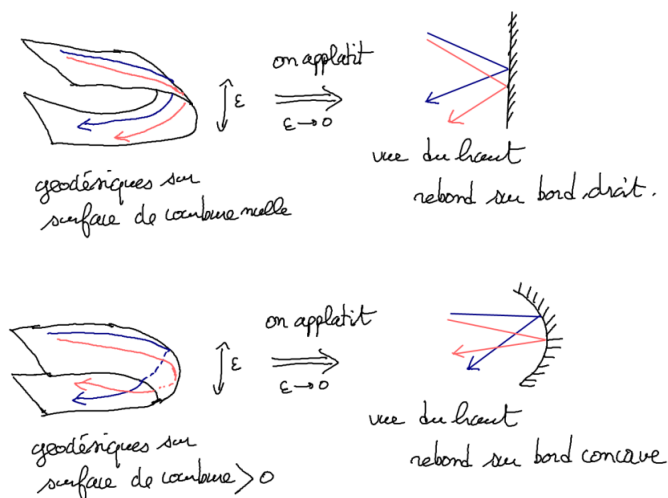 on applatit
ε
ε→0
vue du haut
rebond sur bord droit.
géodésiques sur
surface de courbure nulle
on applatit
ε
ε→0
vue du haut
rebond sur bord concave
géodésiques sur
surface de courbure > 0